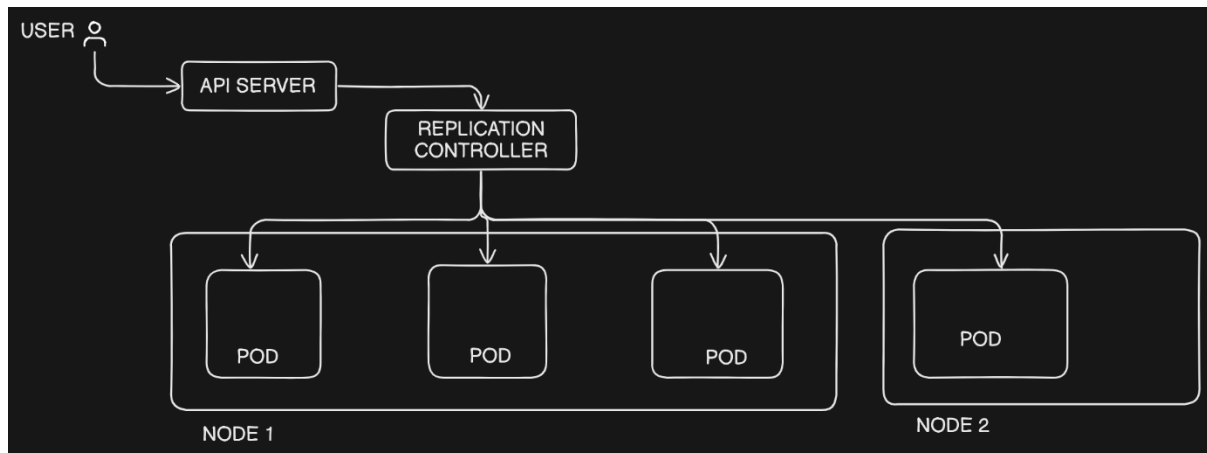 USER
API SERVER
REPLICATION
CONTROLLER
POD
POD
POD
POD
NODE 1
NODE 2